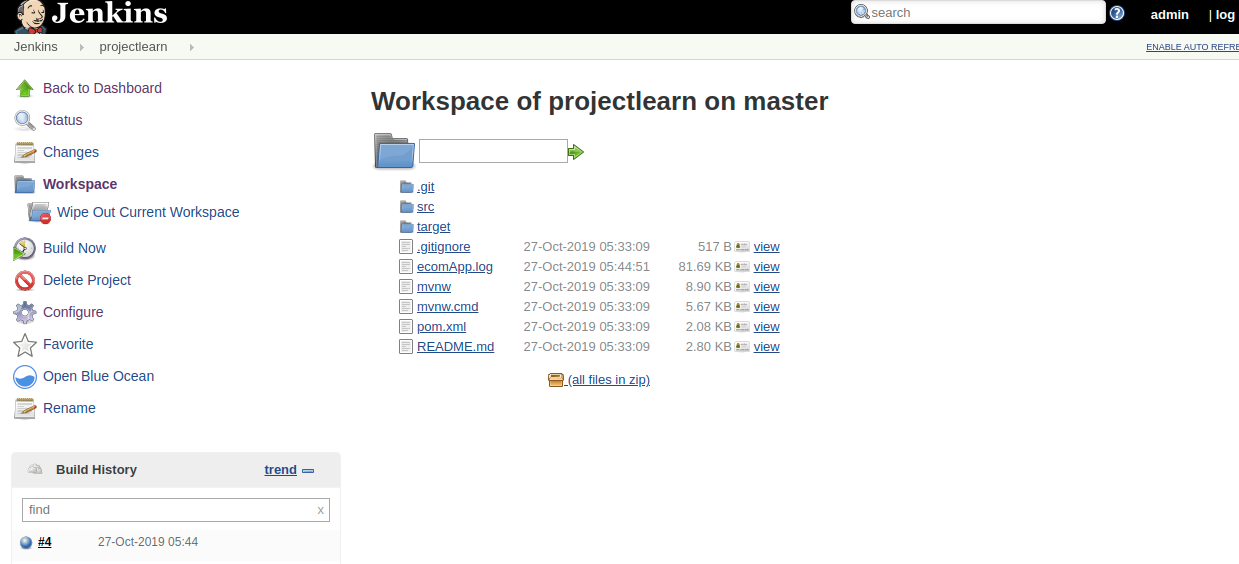 Jenkins
search
admin
| log
Jenkins
projectlearn
ENABLE AUTO REFRE
Back to Dashboard
Status
Changes
Workspace
Wipe Out Current Workspace
Build Now
Delete Project
Configure
Favorite
Open Blue Ocean
Rename
Build History trend
find x
#4 27-Oct-2019 05:44
Workspace of projectlearn on master
.git
src
target
.gitignore 27-Oct-2019 05:33:09 517 B view
ecomApp.log 27-Oct-2019 05:44:51 81.69 KB view
mvnw 27-Oct-2019 05:33:09 8.90 KB view
mvnw.cmd 27-Oct-2019 05:33:09 5.67 KB view
pom.xml 27-Oct-2019 05:33:09 2.08 KB view
README.md 27-Oct-2019 05:33:09 2.80 KB view
(all files in zip)